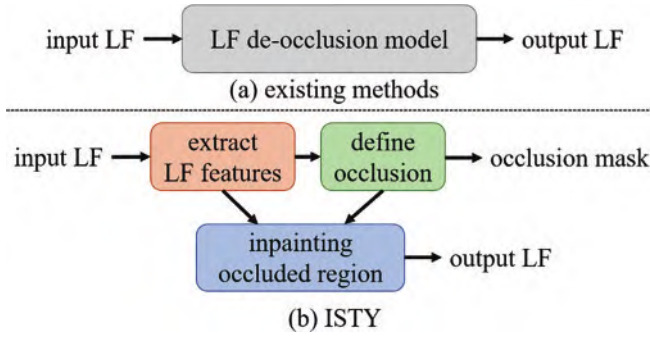 input LF
LF de-occlusion model
output LF
(a) existing methods
input LF
extract
LF features
define
occlusion
occlusion mask
inpainting
occluded region
output LF
(b) ISTY